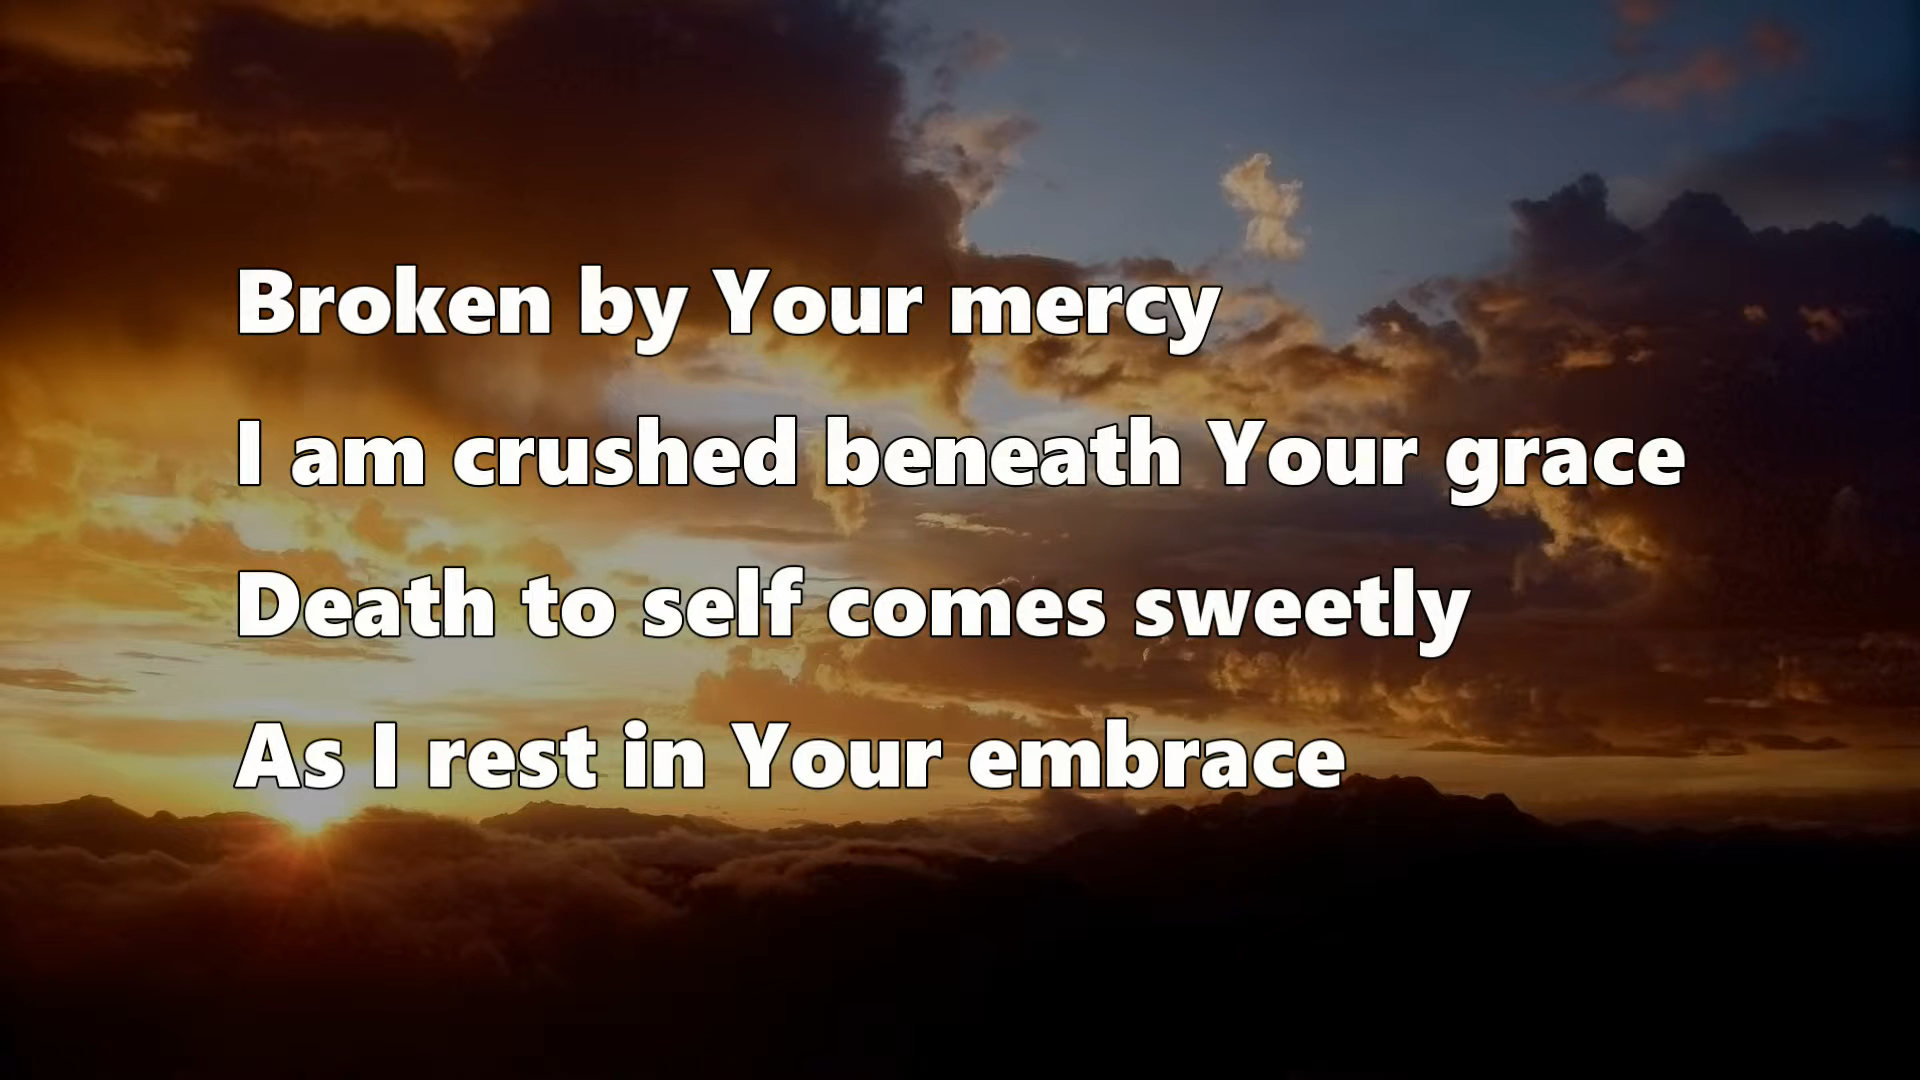 Broken by Your mercy
I am crushed beneath Your grace
Death to self comes sweetly
As I rest in Your embrace